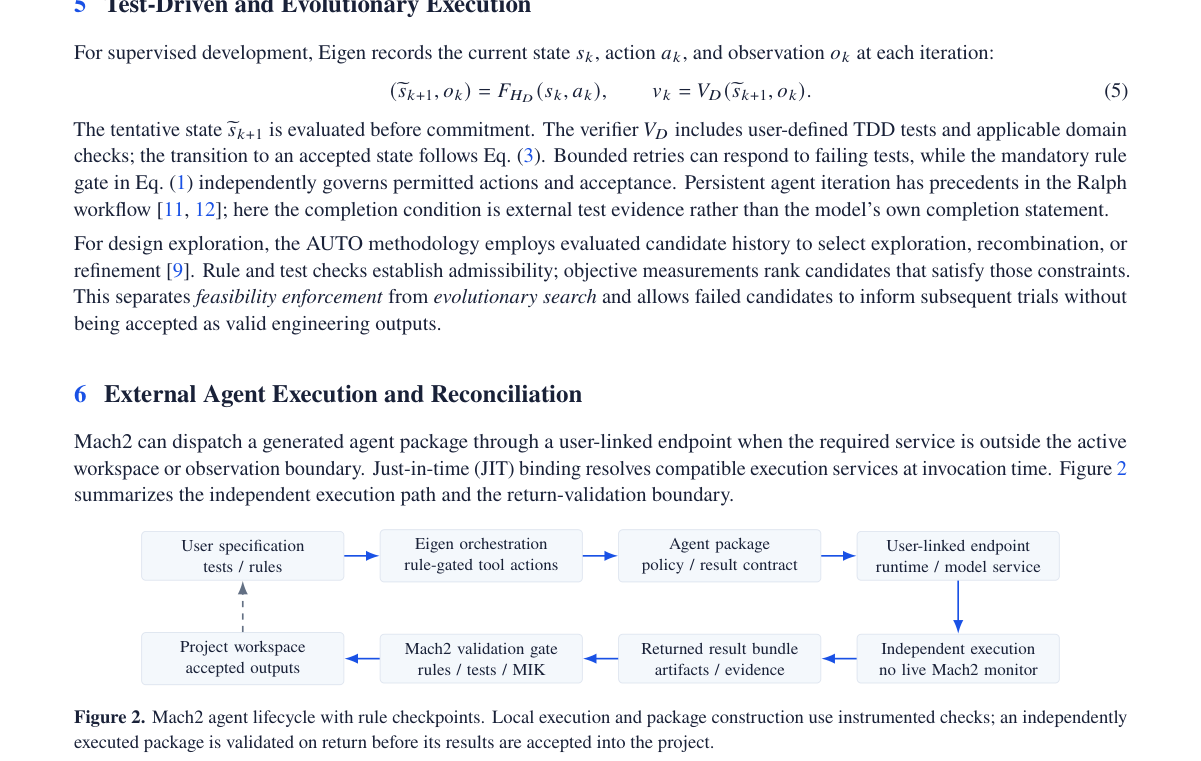 5 Test-Driven and Evolutionary Execution
For supervised development, Eigen records the current state s_k, action a_k, and observation o_k at each iteration:
(s̃_{k+1}, o_k) = F_{H_D}(s_k, a_k), v_k = V_D(s̃_{k+1}, o_k). (5)
The tentative state s̃_{k+1} is evaluated before commitment. The verifier V_D includes user-defined TDD tests and applicable domain
checks; the transition to an accepted state follows Eq. (3). Bounded retries can respond to failing tests, while the mandatory rule
gate in Eq. (1) independently governs permitted actions and acceptance. Persistent agent iteration has precedents in the Ralph
workflow [11, 12]; here the completion condition is external test evidence rather than the model's own completion statement.
For design exploration, the AUTO methodology employs evaluated candidate history to select exploration, recombination, or
refinement [9]. Rule and test checks establish admissibility; objective measurements rank candidates that satisfy those constraints.
This separates feasibility enforcement from evolutionary search and allows failed candidates to inform subsequent trials without
being accepted as valid engineering outputs.
6 External Agent Execution and Reconciliation
Mach2 can dispatch a generated agent package through a user-linked endpoint when the required service is outside the active
workspace or observation boundary. Just-in-time (JIT) binding resolves compatible execution services at invocation time. Figure 2
summarizes the independent execution path and the return-validation boundary.
User specification
tests / rules
Eigen orchestration
rule-gated tool actions
Agent package
policy / result contract
User-linked endpoint
runtime / model service
Project workspace
accepted outputs
Mach2 validation gate
rules / tests / MIK
Returned result bundle
artifacts / evidence
Independent execution
no live Mach2 monitor
Figure 2. Mach2 agent lifecycle with rule checkpoints. Local execution and package construction use instrumented checks; an independently
executed package is validated on return before its results are accepted into the project.